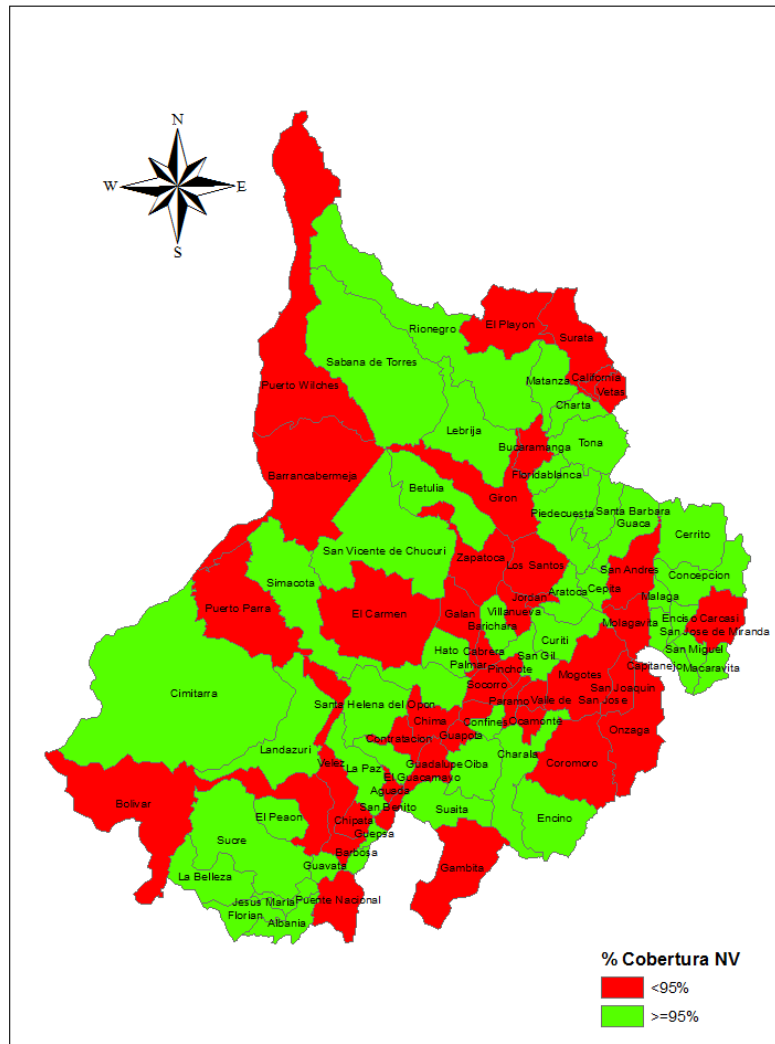 N
W
E
S
El Playon
Rionegro
Surata
Sabana de Torres
California
Matanza
Puerto Wilches
Vetas
Charta
Lebrija
Tona
Bucaramanga
Barrancabermeja
Floridablanca
Betulia
Giron
Piedecuesta
Santa Barbara
Guaca
Cerrito
San Vicente de Chucuri
Zapatoca
Los Santos
San Andres
Concepcion
Simacota
Cepita
Aratoca
Malaga
Jordan
Puerto Parra
El Carmen
Galan
Villanueva
Enciso
Carcasi
Barichara
Molagavita
San Jose de Miranda
Curiti
Hato
Cabrera
San Gil
San Miguel
Palmar
Pinchote
Capitanejo
Macaravita
Mogotes
Cimitarra
Socorro
San Joaquin
Santa Helena del Opon
Paramo
Valle de San Jose
Chima
Confines
Ocamonte
Onzaga
Contratacion
Guapota
Landazuri
Charala
Velez
La Paz
Guadalupe
Oiba
Coromoro
El Guacamayo
Aguada
Bolivar
San Benito
Suaita
El Peaon
Chipata
Encino
Guepsa
Sucre
Barbosa
Guavata
Gambita
La Belleza
Jesus Maria
Puente Nacional
Florian
Albania
% Cobertura NV
<95%
>=95%